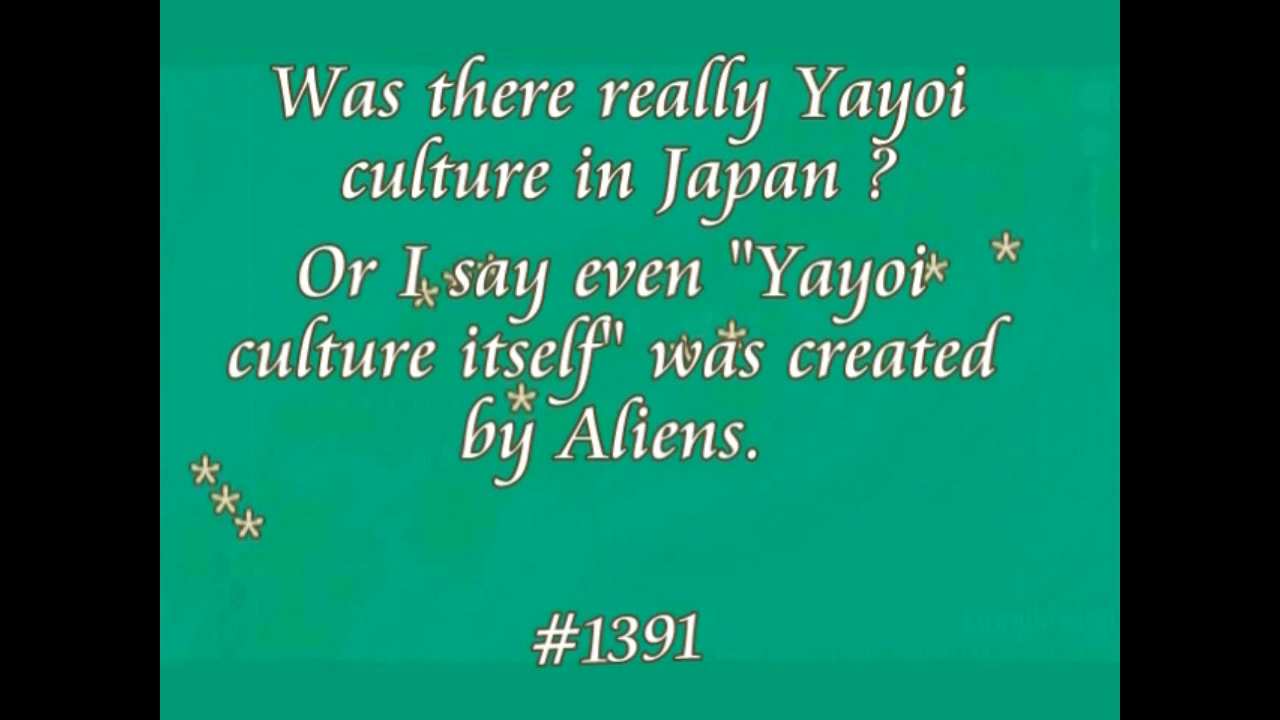 Was there really Yayoi
culture in Japan ?
Or I say even "Yayoi
culture itself" was created
by Aliens.
#1391